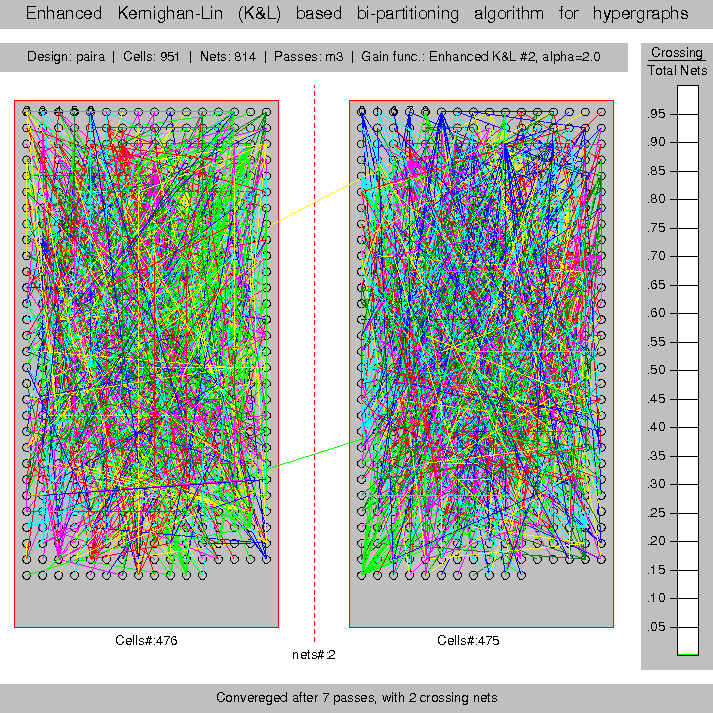 Enhanced Kernighan-Lin (K&L) based bi-partitioning algorithm for hypergraphs
Design: paira | Cells: 951 | Nets: 814 | Passes: m3 | Gain func.: Enhanced K&L #2, alpha=2.0
Crossing
Total Nets
.95
.90
.85
.80
.75
.70
.65
.60
.55
.50
.45
.40
.35
.30
.25
.20
.15
.10
.05
Cells#:476
Cells#:475
nets#:2
Convereged after 7 passes, with 2 crossing nets